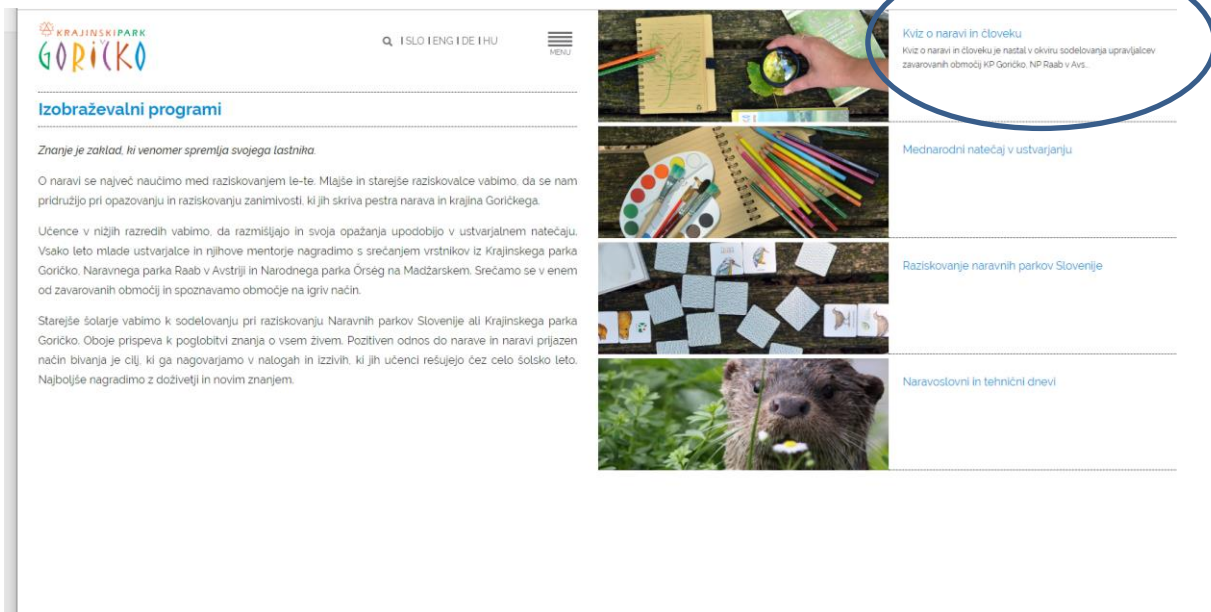 KRAJINSKIPARK
GORIČKO
I SLO I ENG I DE I HU
MENU
Izobraževalni programi
Znanje je zaklad, ki venomer spremlja svojega lastnika.
O naravi se največ naučimo med raziskovanjem le-te. Mlajše in starejše raziskovalce vabimo, da se nam
pridružijo pri opazovanju in raziskovanju zanimivosti, ki jih skriva pestra narava in krajina Goričkega.
Učence v nižjih razredih vabimo, da razmišljajo in svoja opažanja upodobijo v ustvarjalnem natečaju.
Vsako leto mlade ustvarjalce in njihove mentorje nagradimo s srečanjem vrstnikov iz Krajinskega parka
Goričko, Naravnega parka Raab v Avstriji in Narodnega parka Őrség na Madžarskem. Srečamo se v enem
od zavarovanih območij in spoznavamo območje na igriv način.
Starejše šolarje vabimo k sodelovanju pri raziskovanju Naravnih parkov Slovenije ali Krajinskega parka
Goričko. Oboje prispeva k poglobitvi znanja o vsem živem. Pozitiven odnos do narave in naravi prijazen
način bivanja je cilj, ki ga nagovarjamo v nalogah in izzivih, ki jih učenci rešujejo čez celo šolsko leto.
Najboljše nagradimo z doživetji in novim znanjem.
Kviz o naravi in človeku
Kviz o naravi in človeku je nastal v okviru sodelovanja upravljalcev
zavarovanih območij KP Goričko, NP Raab v Avs...
Mednarodni natečaj v ustvarjanju
Raziskovanje naravnih parkov Slovenije
Naravoslovni in tehnični dnevi